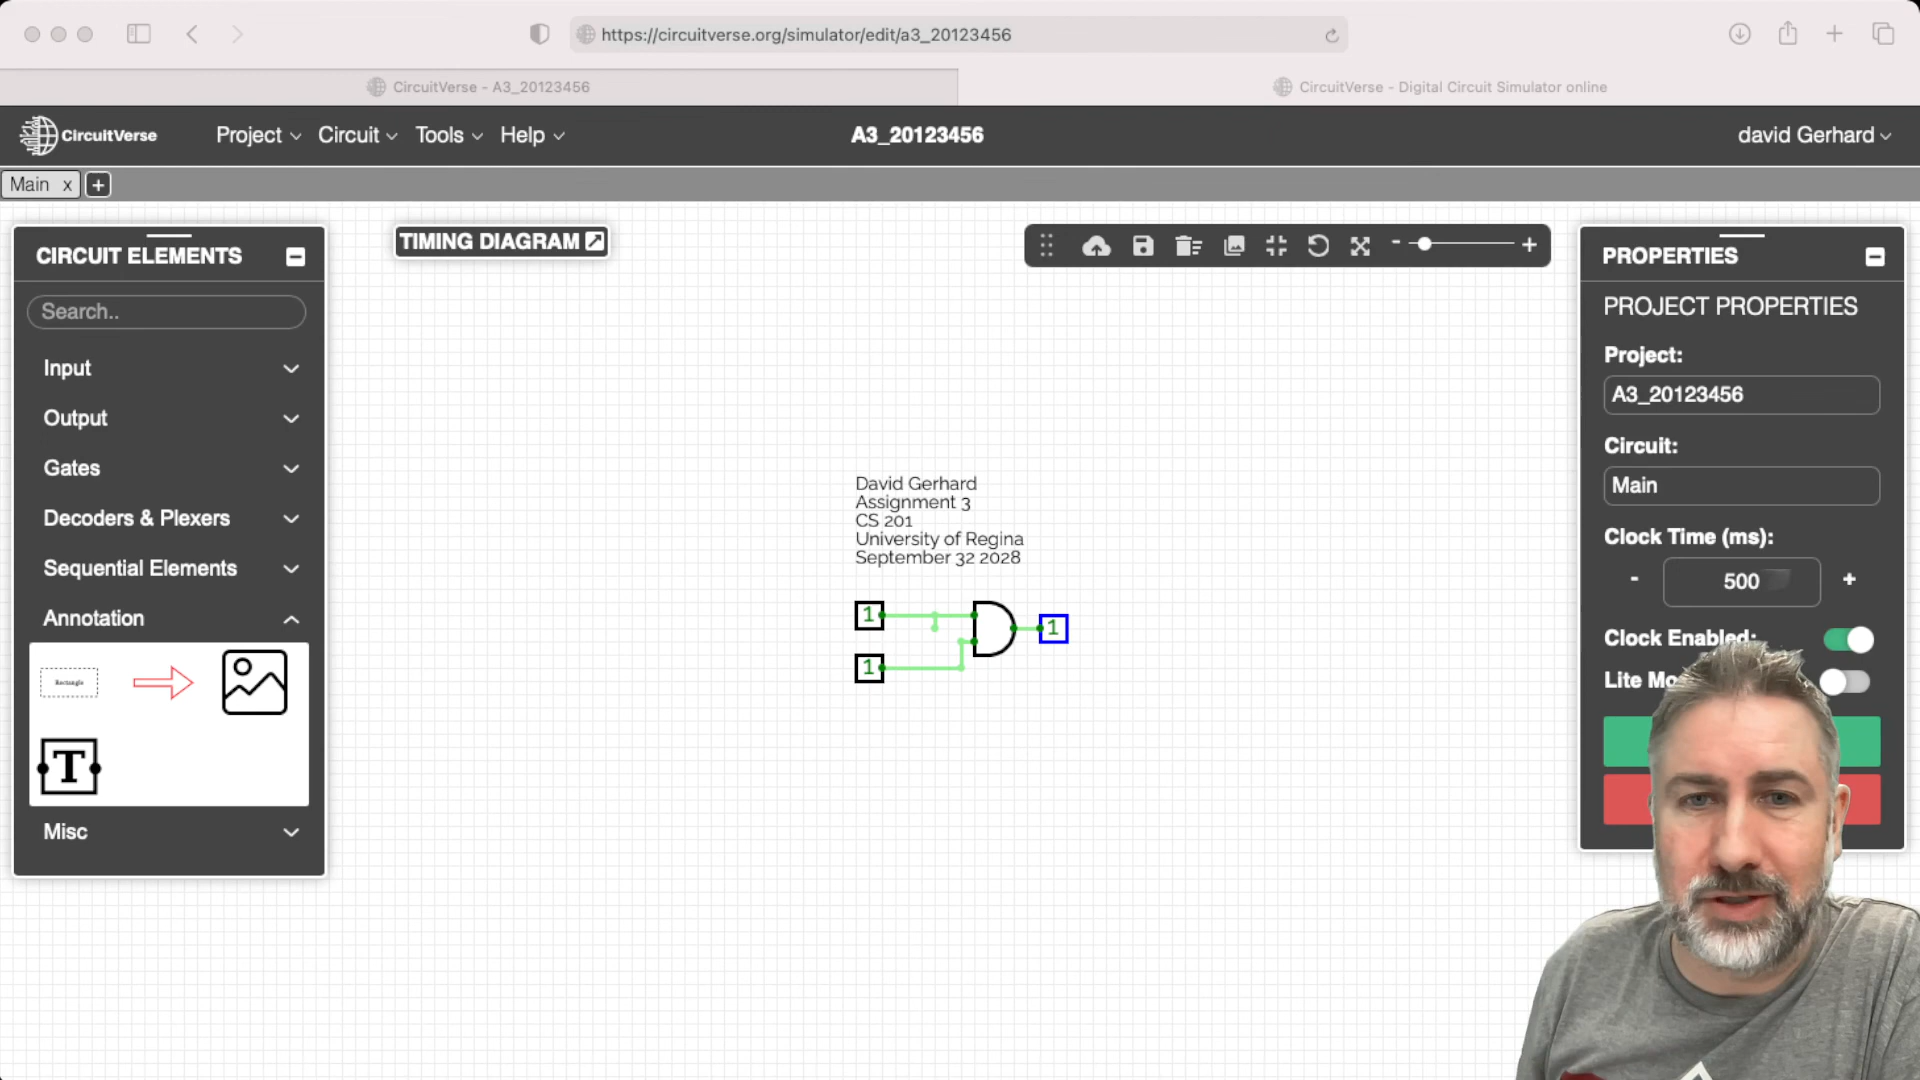 https://circuitverse.org/simulator/edit/a3_20123456
CircuitVerse - A3_20123456
CircuitVerse - Digital Circuit Simulator online
CircuitVerse
Project
Circuit
Tools
Help
A3_20123456
david Gerhard
Main x
CIRCUIT ELEMENTS
Search..
Input
Output
Gates
Decoders & Plexers
Sequential Elements
Annotation
Rectangle
T
Misc
TIMING DIAGRAM
- +
David Gerhard
Assignment 3
CS 201
University of Regina
September 32 2028
1
1
1
PROPERTIES
PROJECT PROPERTIES
Project:
A3_20123456
Circuit:
Main
Clock Time (ms):
- 500 +
Clock Enabled:
Lite Mo